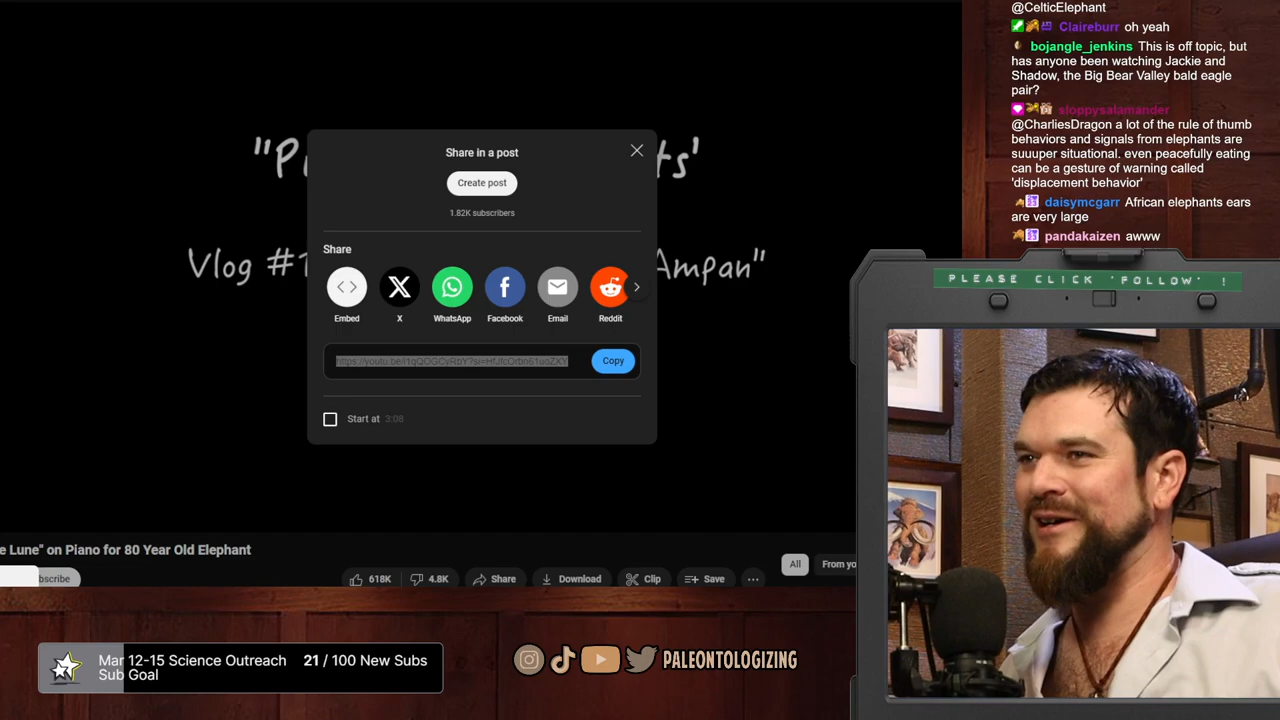 @CelticElephant
Claireburr oh yeah
bojangle_jenkins This is off topic, but
has anyone been watching Jackie and
Shadow, the Big Bear Valley bald eagle
pair?
sloppysalamander
@CharliesDragon a lot of the rule of thumb
behaviors and signals from elephants are
suuuper situational. even peacefully eating
can be a gesture of warning called
'displacement behavior'
daisymcgarr African elephants ears
are very large
pandakaizen awww
PLEASE CLICK 'FOLLOW' !
Vlog #1
Ampan"
Share in a post
Create post
1.82K subscribers
Share
Embed X WhatsApp Facebook Email Reddit
Copy
Start at 3:08
e Lune" on Piano for 80 Year Old Elephant
bscribe
618K 4.8K Share Download Clip Save ...
All From yo
Mar 12-15 Science Outreach 21 / 100 New Subs
Sub Goal
PALEONTOLOGIZING